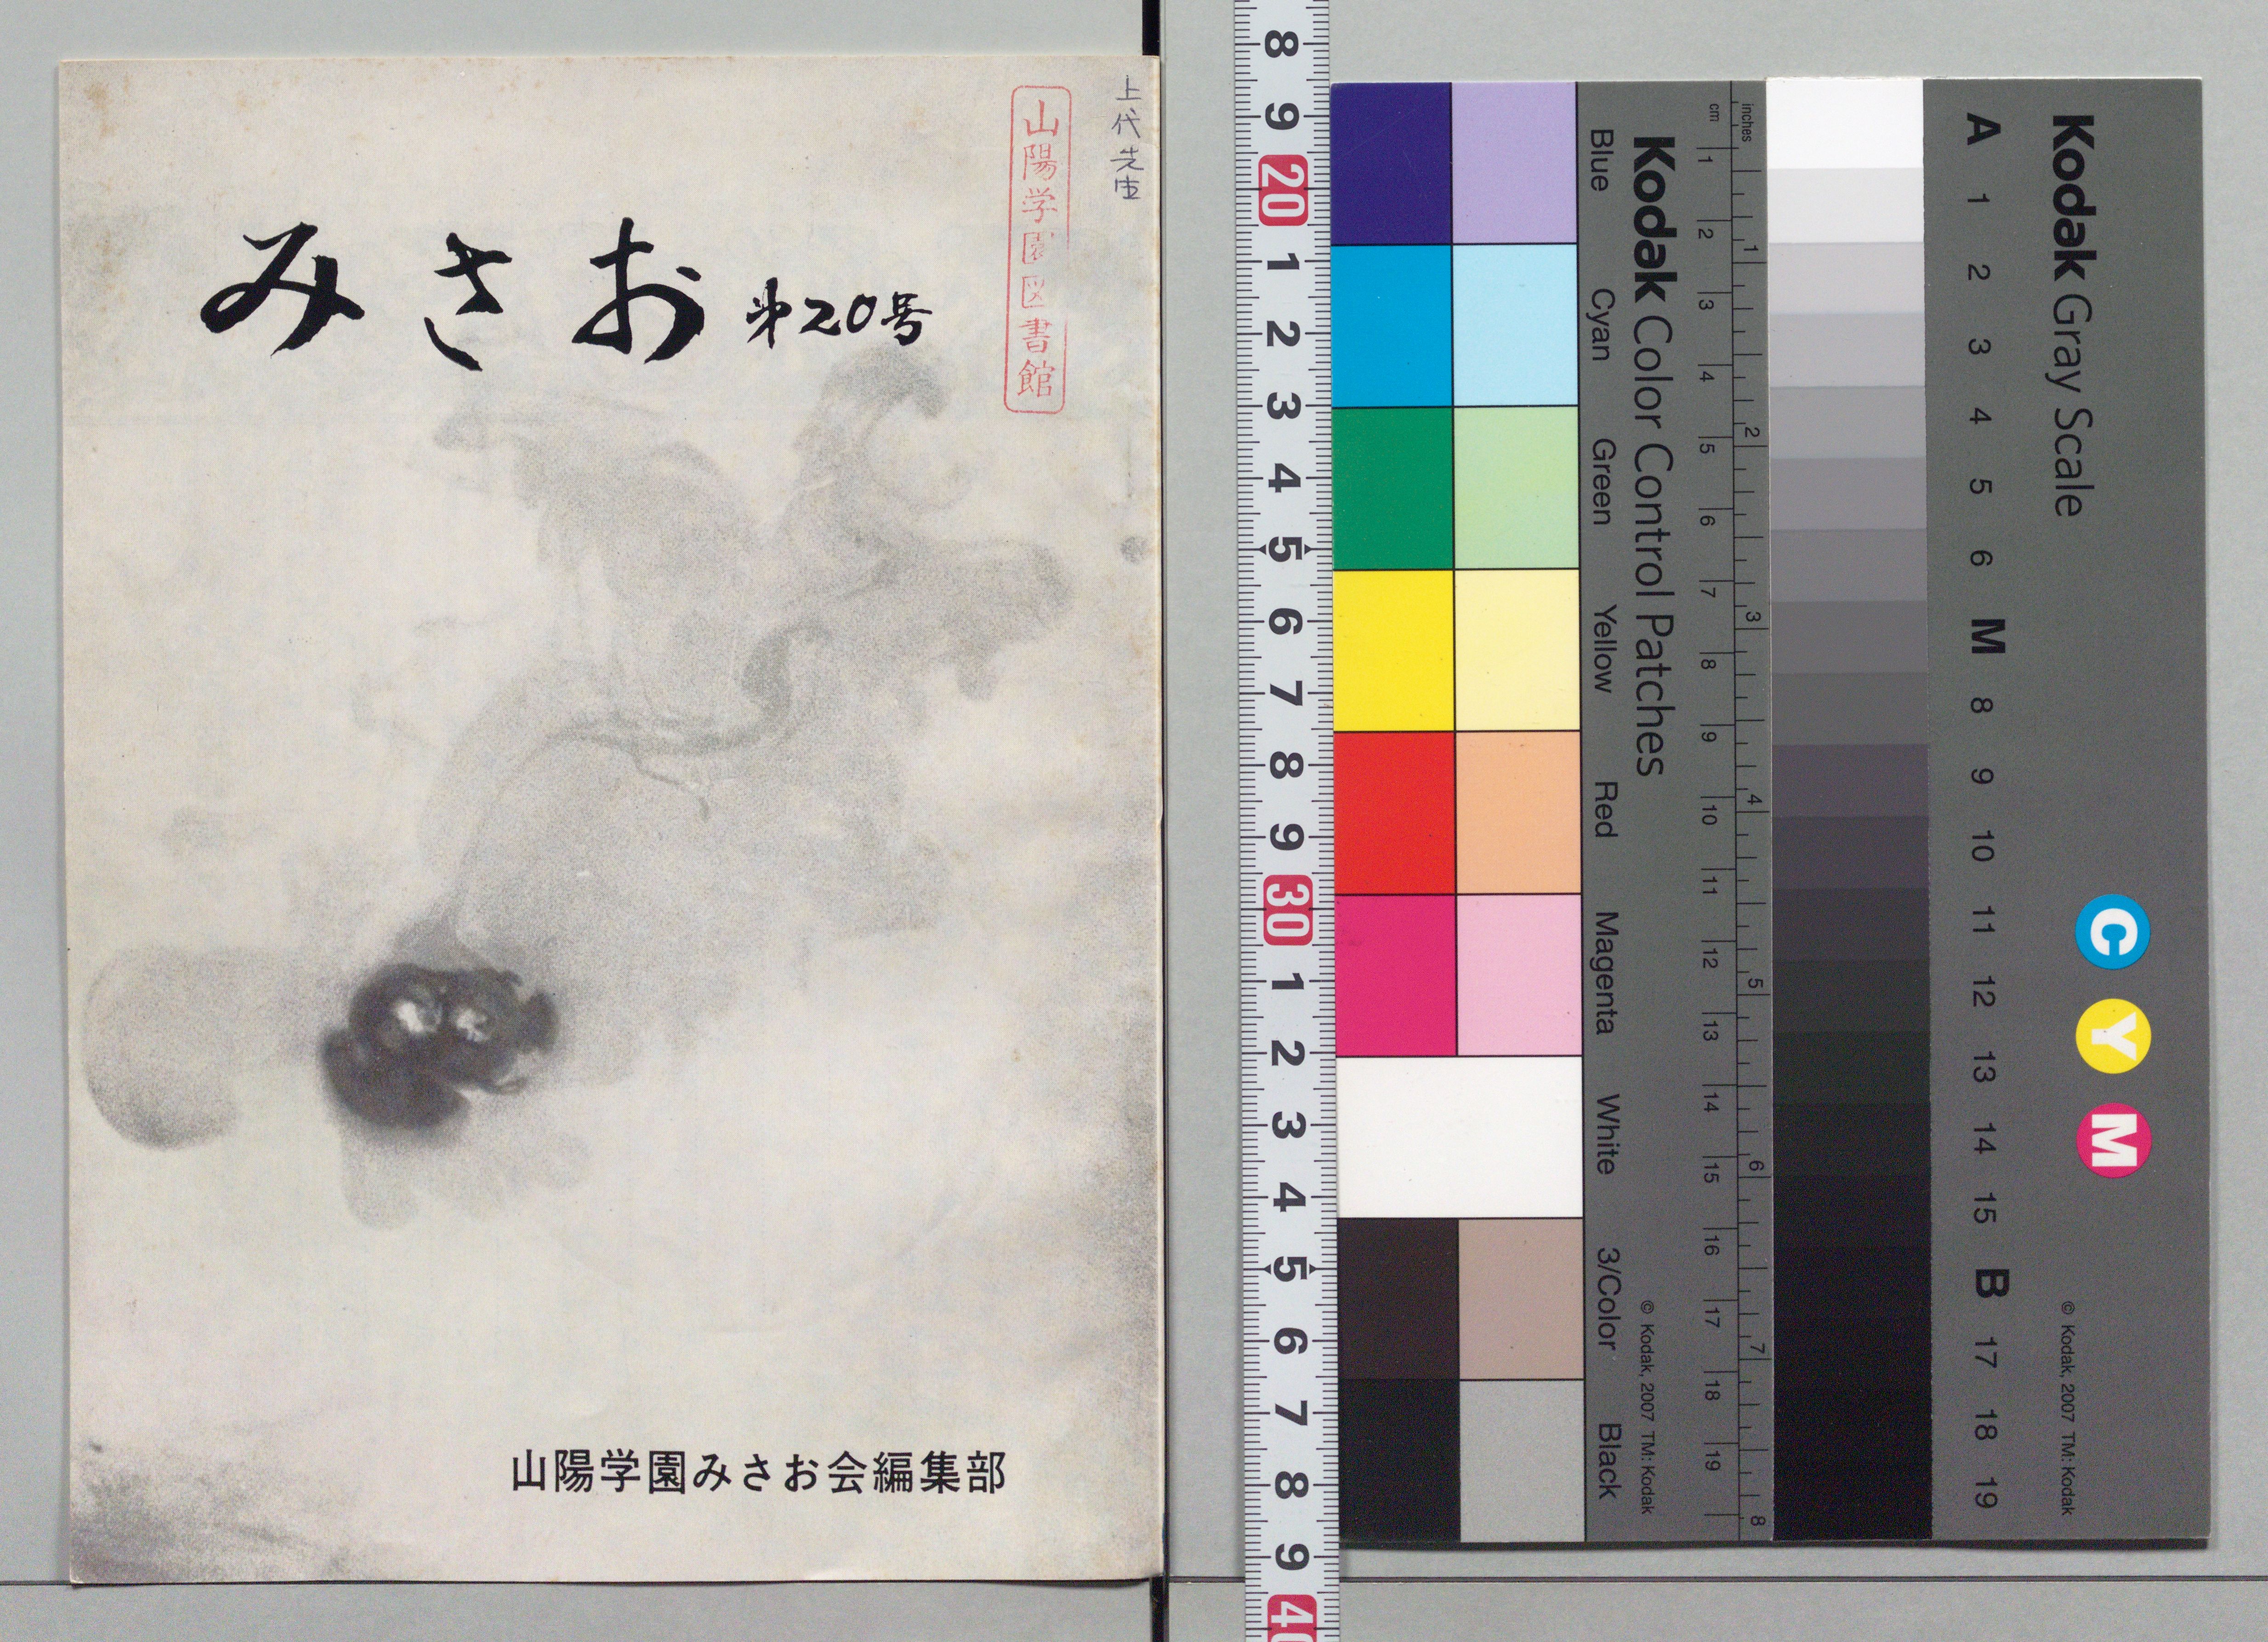 上代先生
山陽学園図書館
みさお 第20号
山陽学園みさお会編集部
8 9 20 1 2 3 4 5 6 7 8 9 30 1 2 3 4 5 6 7 8 9 40
Blue Cyan Green Yellow Red Magenta White 3/Color Black
Kodak Color Control Patches
© Kodak, 2007 TM: Kodak
cm 1 2 3 4 5 6 7 8 9 10 11 12 13 14 15 16 17 18 19
inches 1 2 3 4 5 6 7 8
A 1 2 3 4 5 6 M 8 9 10 11 12 13 14 15 B 17 18 19
Kodak Gray Scale
C Y M
© Kodak, 2007 TM: Kodak